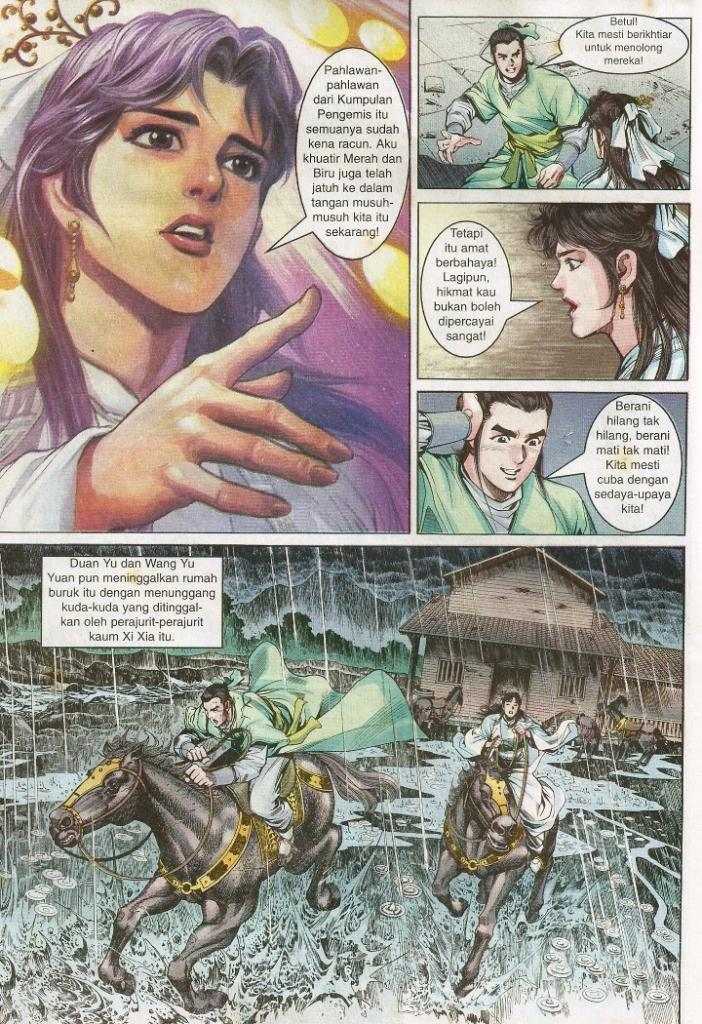 Pahlawan-
pahlawan
dari Kumpulan
Pengemis itu
semuanya sudah
kena racun. Aku
khuatir Merah dan
Biru juga telah
jatuh ke dalam
tangan musuh-
musuh kita itu
sekarang!
Betul!
Kita mesti berikhtiar
untuk menolong
mereka!
Tetapi
itu amat
berbahaya!
Lagipun,
hikmat kau
bukan boleh
dipercayai
sangat!
Berani
hilang tak
hilang, berani
mati tak mati!
Kita mesti
cuba dengan
sedaya-upaya
kita!
Duan Yu dan Wang Yu
Yuan pun meninggalkan rumah
buruk itu dengan menunggang
kuda-kuda yang ditinggal-
kan oleh perajurit-perajurit
kaum Xi Xia itu.